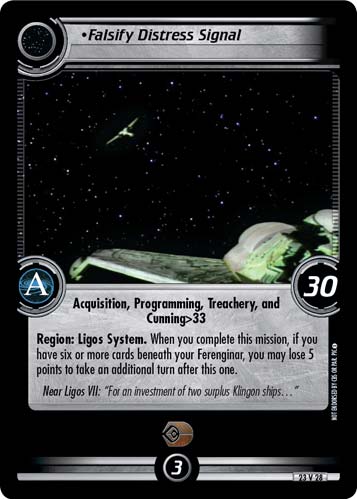 •Falsify Distress Signal
A
30
Acquisition, Programming, Treachery, and
Cunning>33
Region: Ligos System. When you complete this mission, if you
have six or more cards beneath your Ferenginar, you may lose 5
points to take an additional turn after this one.
Near Ligos VII: "For an investment of two surplus Klingon ships..."
3
23 V 28